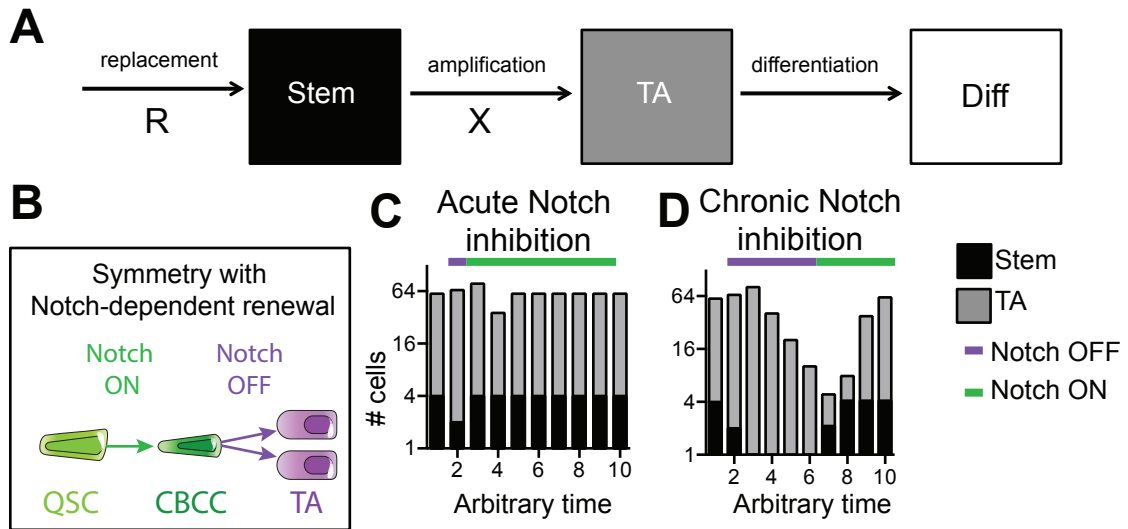 A
replacement
R
Stem
amplification
X
TA
differentiation
Diff
B
Symmetry with
Notch-dependent renewal
Notch
ON
Notch
OFF
QSC
CBCC
TA
C
Acute Notch
inhibition
# cells
64
16
4
1
2
4
6
8
10
Arbitrary time
D
Chronic Notch
inhibition
64
16
4
1
2
4
6
8
10
Arbitrary time
Stem
TA
Notch OFF
Notch ON